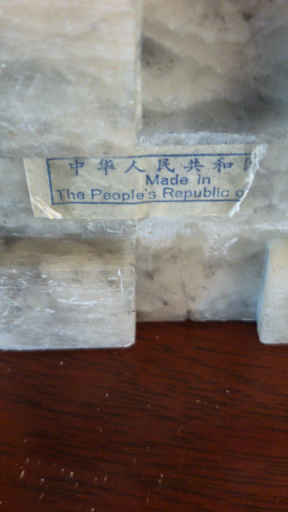 中华人民共和
Made in
The People's Republic o